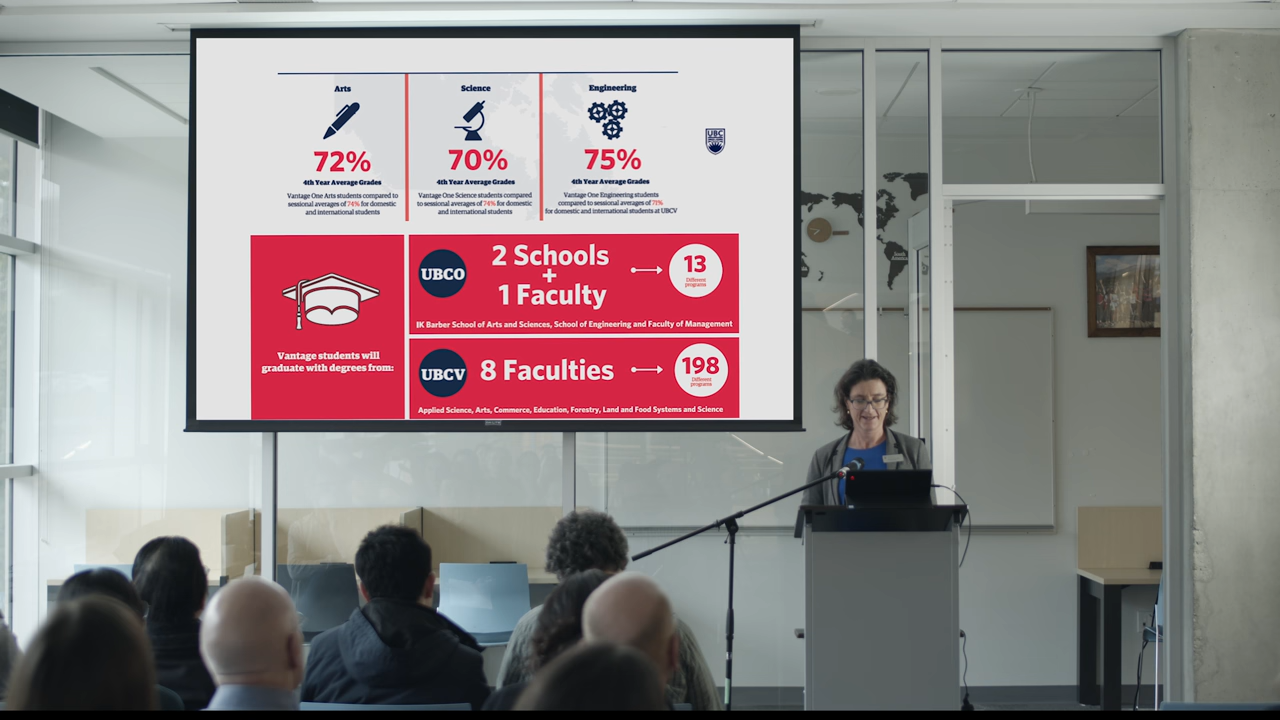 Arts
72%
4th Year Average Grades
Vantage One Arts students compared to
sessional averages of 74% for domestic
and international students
Science
70%
4th Year Average Grades
Vantage One Science students compared
to sessional averages of 74% for domestic
and international students
Engineering
75%
4th Year Average Grades
Vantage One Engineering students
compared to sessional averages of 71%
for domestic and international students at UBCV
UBC
Vantage students will
graduate with degrees from:
UBCO
2 Schools
+
1 Faculty
13
Different
programs
IK Barber School of Arts and Sciences, School of Engineering and Faculty of Management
UBCV
8 Faculties
198
Different
programs
Applied Science, Arts, Commerce, Education, Forestry, Land and Food Systems and Science
South
America